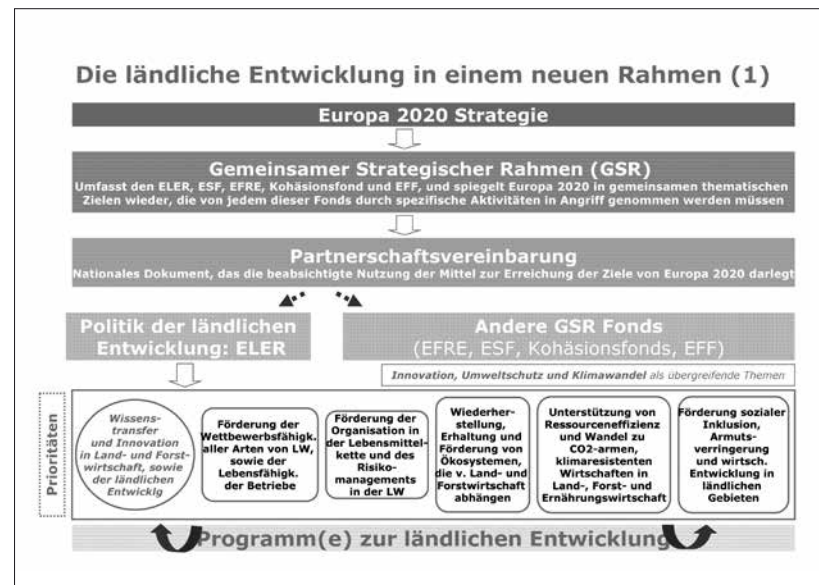 Die ländliche Entwicklung in einem neuen Rahmen (1)
Europa 2020 Strategie
Gemeinsamer Strategischer Rahmen (GSR)
Umfasst den ELER, ESF, EFRE, Kohäsionsfond und EFF, und spiegelt Europa 2020 in gemeinsamen thematischen
Zielen wieder, die von jedem dieser Fonds durch spezifische Aktivitäten in Angriff genommen werden müssen
Partnerschaftsvereinbarung
Nationales Dokument, das die beabsichtigte Nutzung der Mittel zur Erreichung der Ziele von Europa 2020 darlegt
Politik der ländlichen
Entwicklung: ELER
Andere GSR Fonds
(EFRE, ESF, Kohäsionsfonds, EFF)
Innovation, Umweltschutz und Klimawandel als übergreifende Themen
Prioritäten
Wissens-
transfer
und Innovation
in Land- und Forst-
wirtschaft, sowie
der ländlichen
Entwicklg
Förderung der
Wettbewerbsfähigk.
aller Arten von LW,
sowie der
Lebensfähigk.
der Betriebe
Förderung der
Organisation in
der Lebensmittel-
kette und des
Risiko-
managements
in der LW
Wiederher-
stellung,
Erhaltung und
Förderung von
Ökosystemen,
die v. Land- und
Forstwirtschaft
abhängen
Unterstützung von
Ressourceneffizienz
und Wandel zu
CO2-armen,
klimaresistenten
Wirtschaften in
Land-, Forst- und
Ernährungswirtschaft
Förderung sozialer
Inklusion,
Armuts-
verringerung
und wirtsch.
Entwicklung in
ländlichen
Gebieten
Programm(e) zur ländlichen Entwicklung